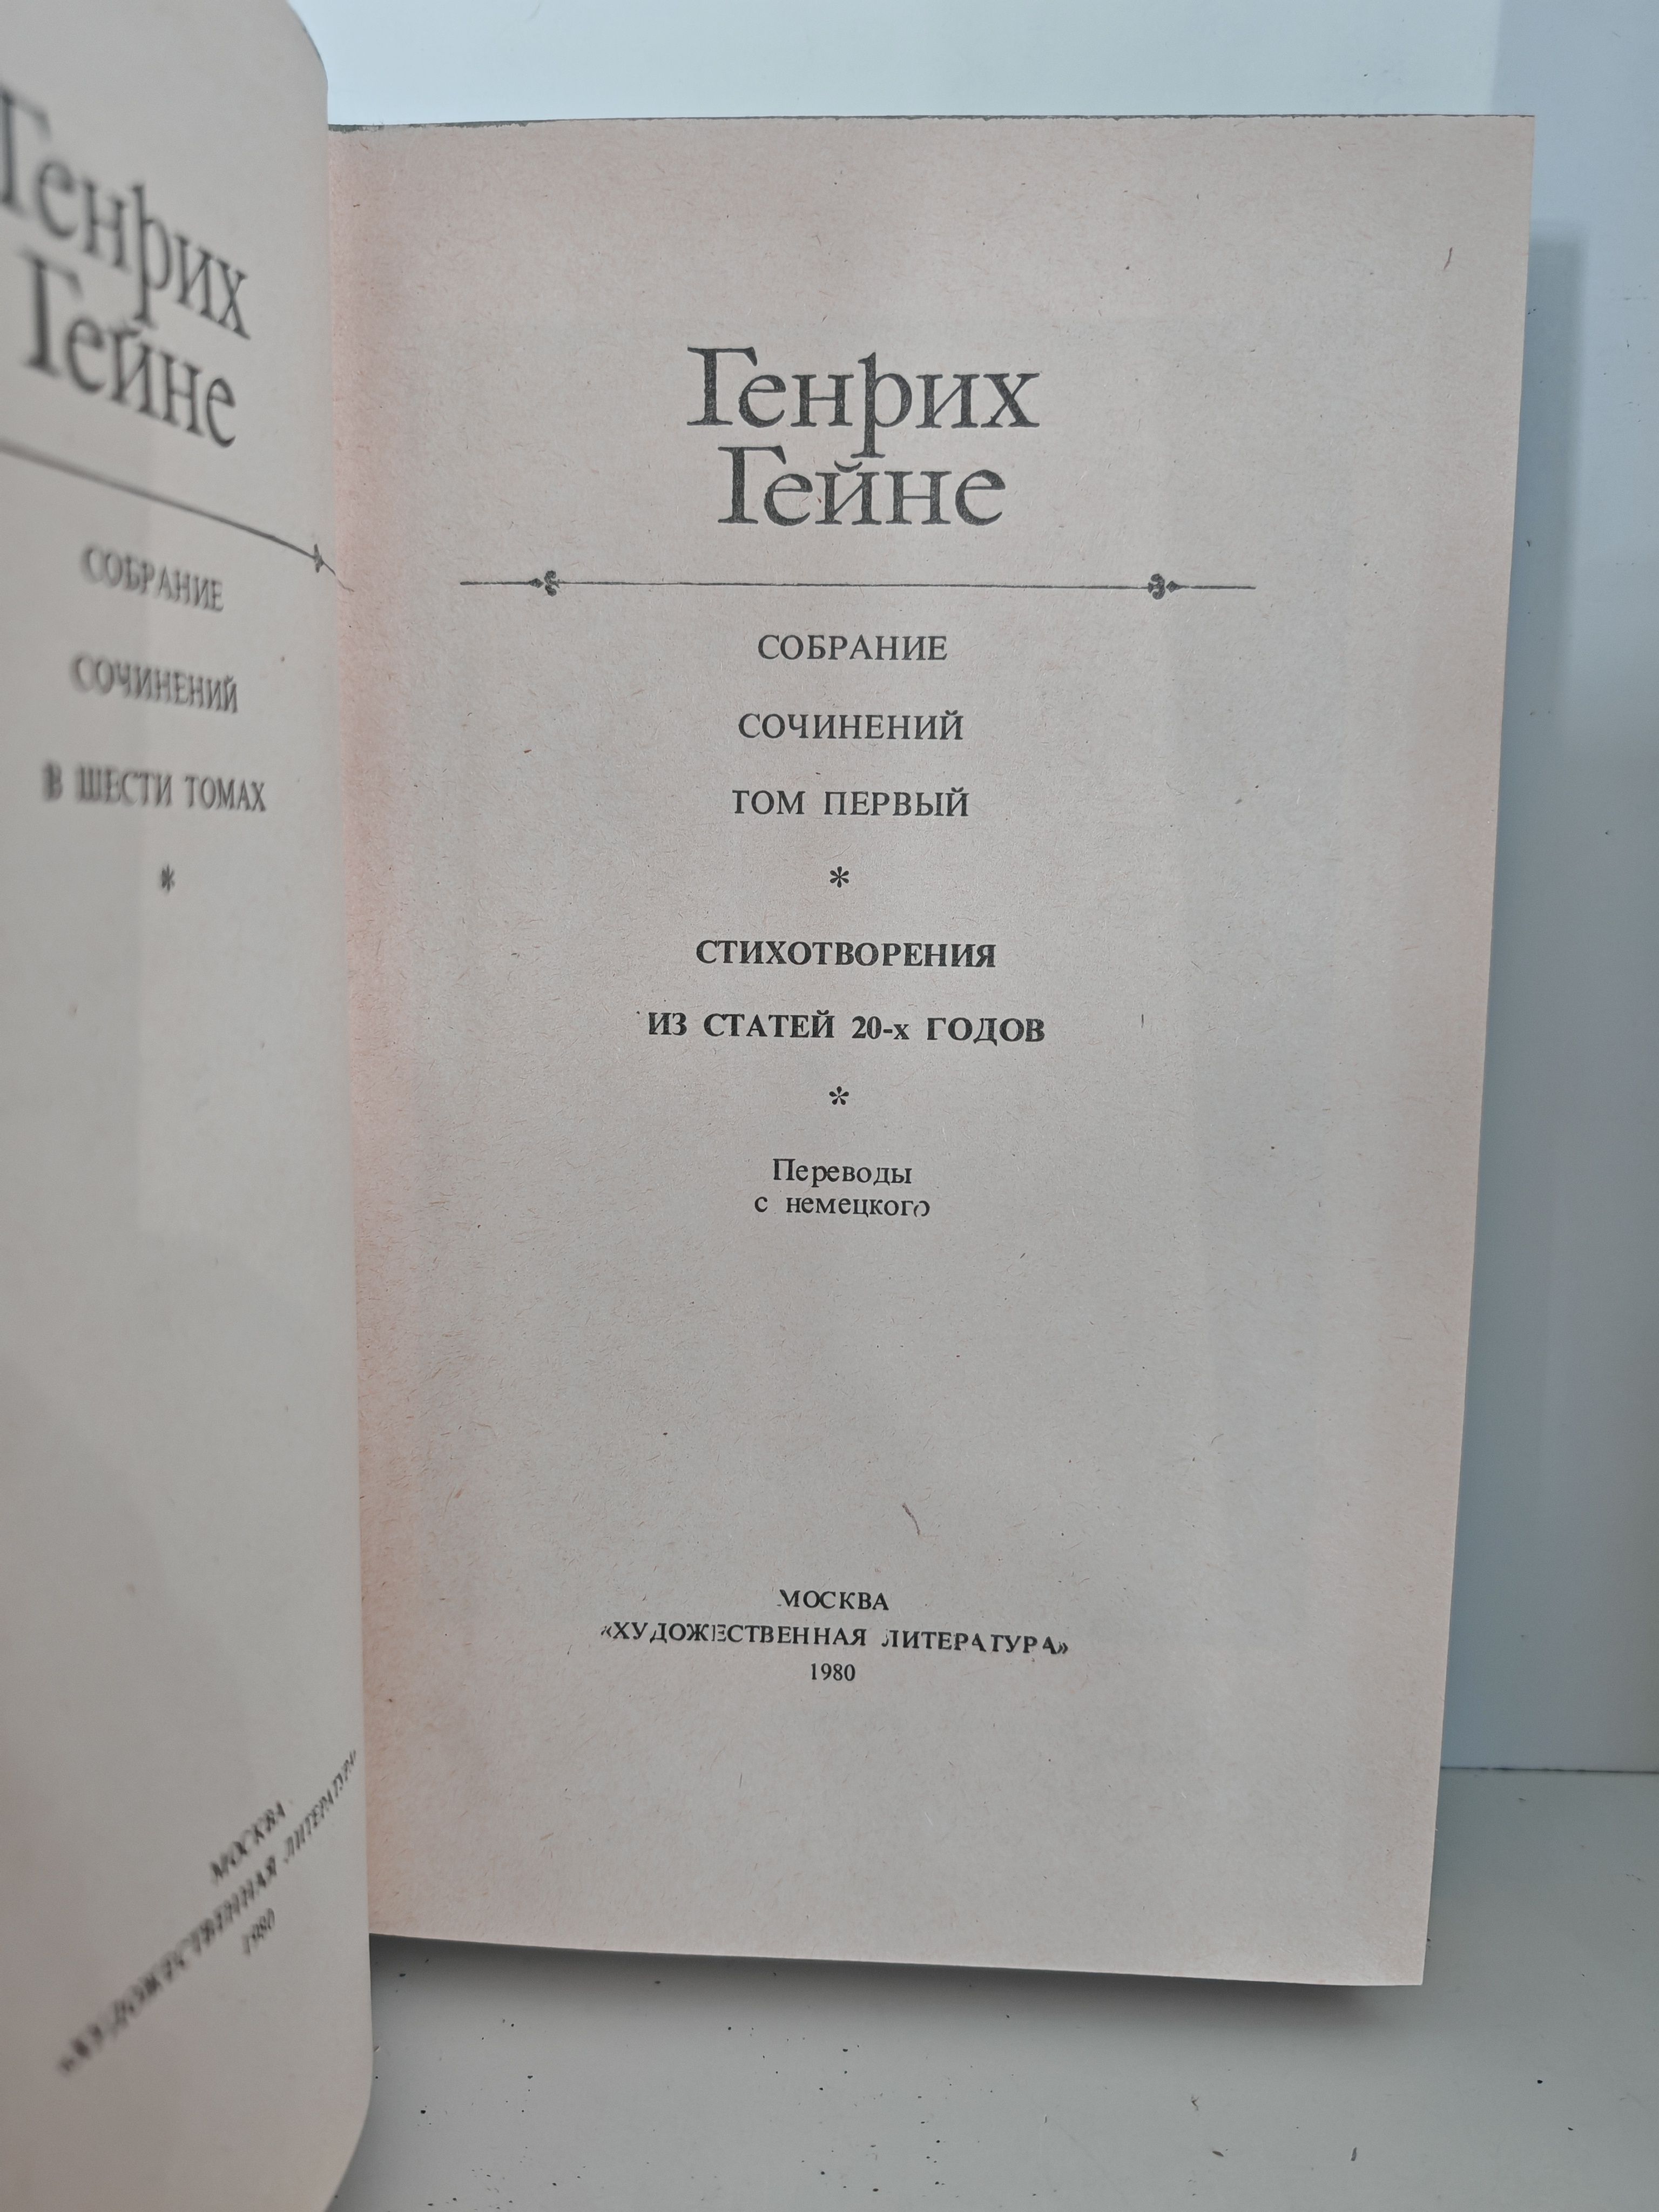 Генрих
Гейне
СОБРАНИЕ
СОЧИНЕНИЙ
В ШЕСТИ ТОМАХ
*
МОСКВА
«ХУДОЖЕСТВЕННАЯ ЛИТЕРАТУРА»
1980
Генрих
Гейне
СОБРАНИЕ
СОЧИНЕНИЙ
ТОМ ПЕРВЫЙ
*
СТИХОТВОРЕНИЯ
ИЗ СТАТЕЙ 20-х ГОДОВ
*
Переводы
с немецкого
МОСКВА
«ХУДОЖЕСТВЕННАЯ ЛИТЕРАТУРА»
1980